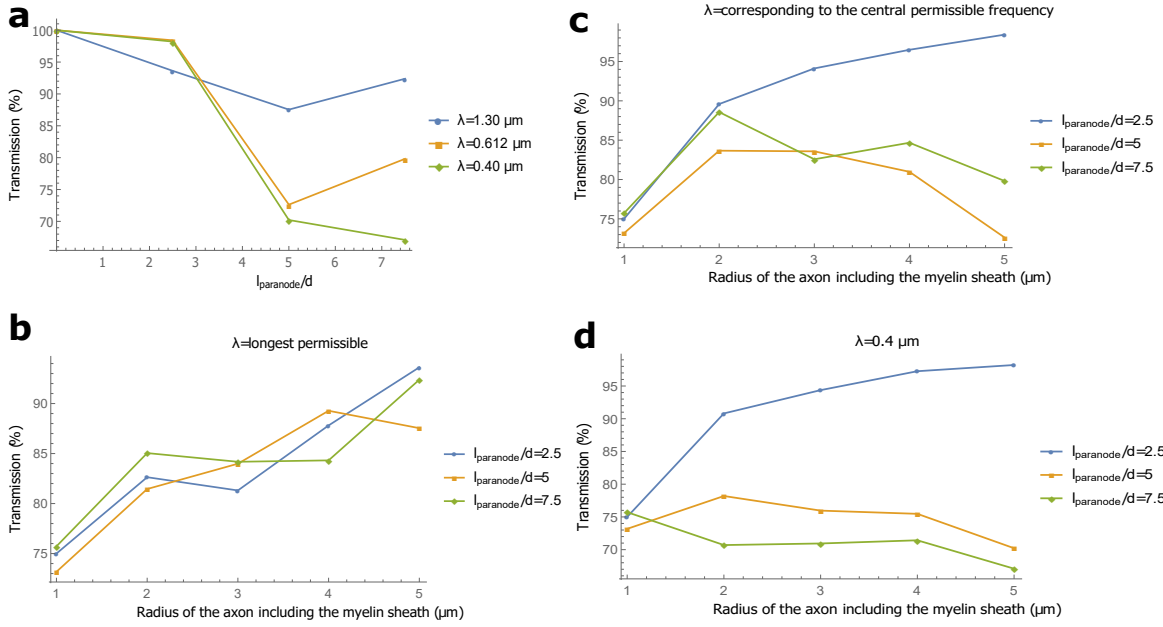 a
100
95
90
85
80
75
70
Transmission (%)
1 2 3 4 5 6 7
lparanode/d
λ=1.30 μm
λ=0.612 μm
λ=0.40 μm
c
λ=corresponding to the central permissible frequency
95
90
85
80
75
Transmission (%)
1 2 3 4 5
Radius of the axon including the myelin sheath (μm)
lparanode/d=2.5
lparanode/d=5
lparanode/d=7.5
b
λ=longest permissible
90
85
80
75
Transmission (%)
1 2 3 4 5
Radius of the axon including the myelin sheath (μm)
lparanode/d=2.5
lparanode/d=5
lparanode/d=7.5
d
λ=0.4 μm
95
90
85
80
75
70
Transmission (%)
1 2 3 4 5
Radius of the axon including the myelin sheath (μm)
lparanode/d=2.5
lparanode/d=5
lparanode/d=7.5